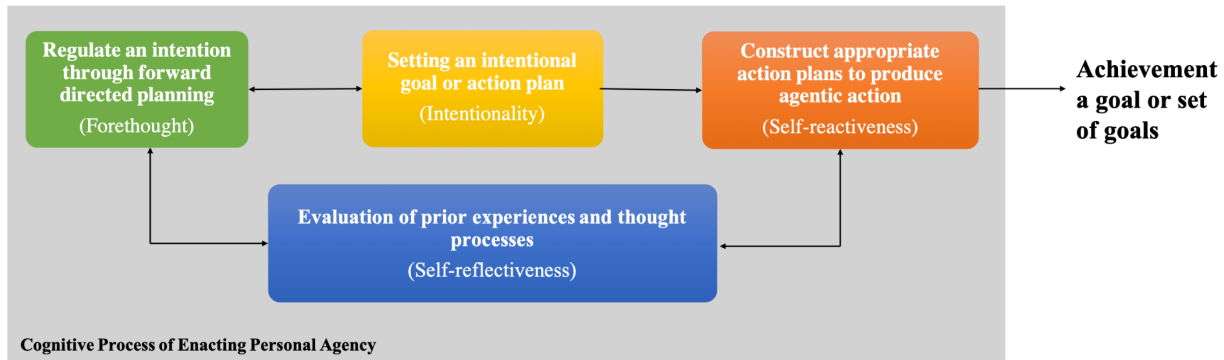 Regulate an intention
through forward
directed planning
(Forethought)
Setting an intentional
goal or action plan
(Intentionality)
Construct appropriate
action plans to produce
agentic action
(Self-reactiveness)
Achievement
a goal or set
of goals
Evaluation of prior experiences and thought
processes
(Self-reflectiveness)
Cognitive Process of Enacting Personal Agency